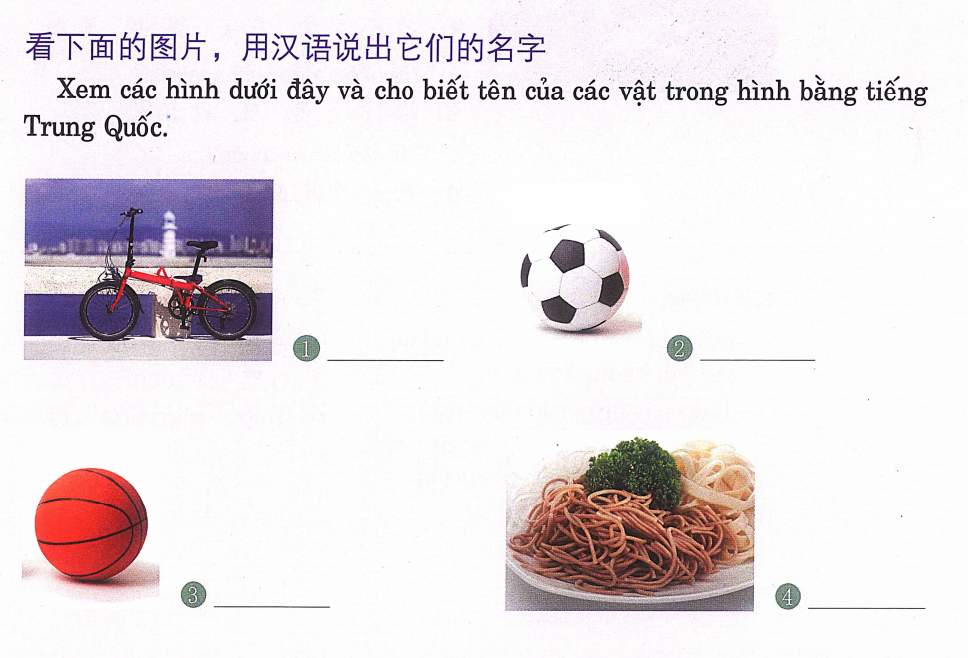 看下面的图片，用汉语说出它们的名字
Xem các hình dưới đây và cho biết tên của các vật trong hình bằng tiếng
Trung Quốc.
1 ________
2 ________
3 ________
4 ________